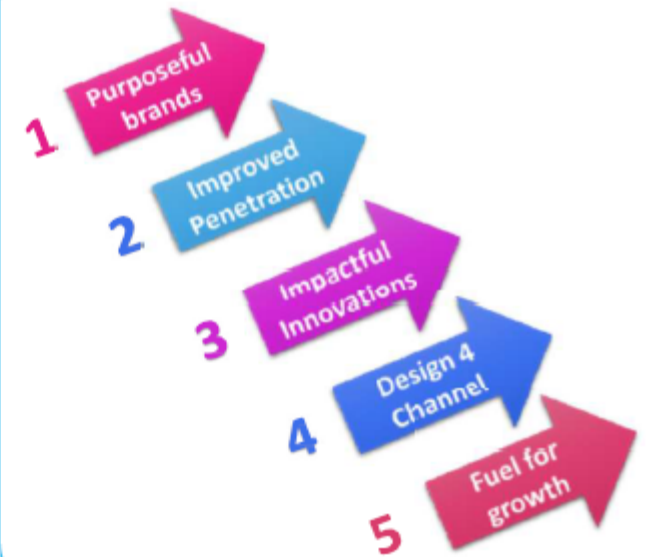 1
Purposeful
brands
2
Improved
Penetration
3
Impactful
Innovations
4
Design 4
Channel
5
Fuel for
growth